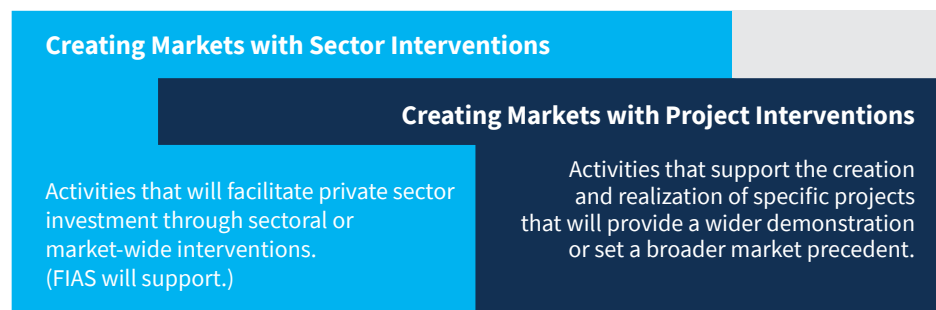 Creating Markets with Sector Interventions
Creating Markets with Project Interventions
Activities that will facilitate private sector
investment through sectoral or
market-wide interventions.
(FIAS will support.)
Activities that support the creation
and realization of specific projects
that will provide a wider demonstration
or set a broader market precedent.